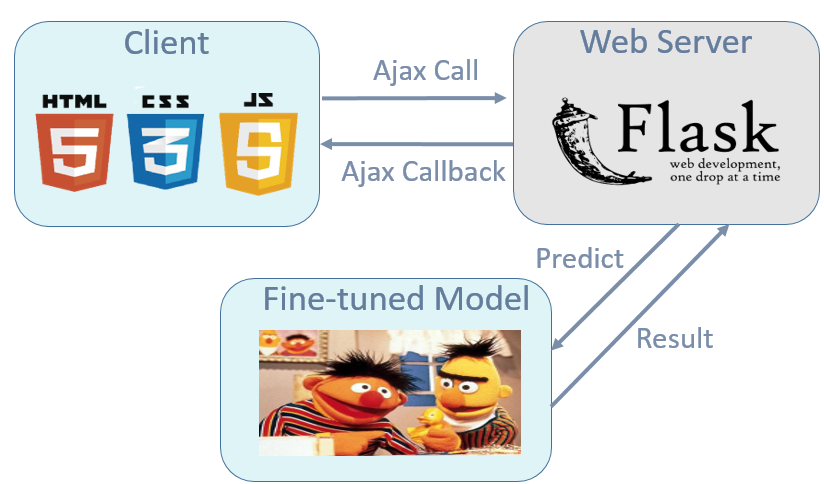 Client
HTML
CSS
JS
5
3
5
Ajax Call
Ajax Callback
Web Server
Flask
web development,
one drop at a time
Predict
Result
Fine-tuned Model